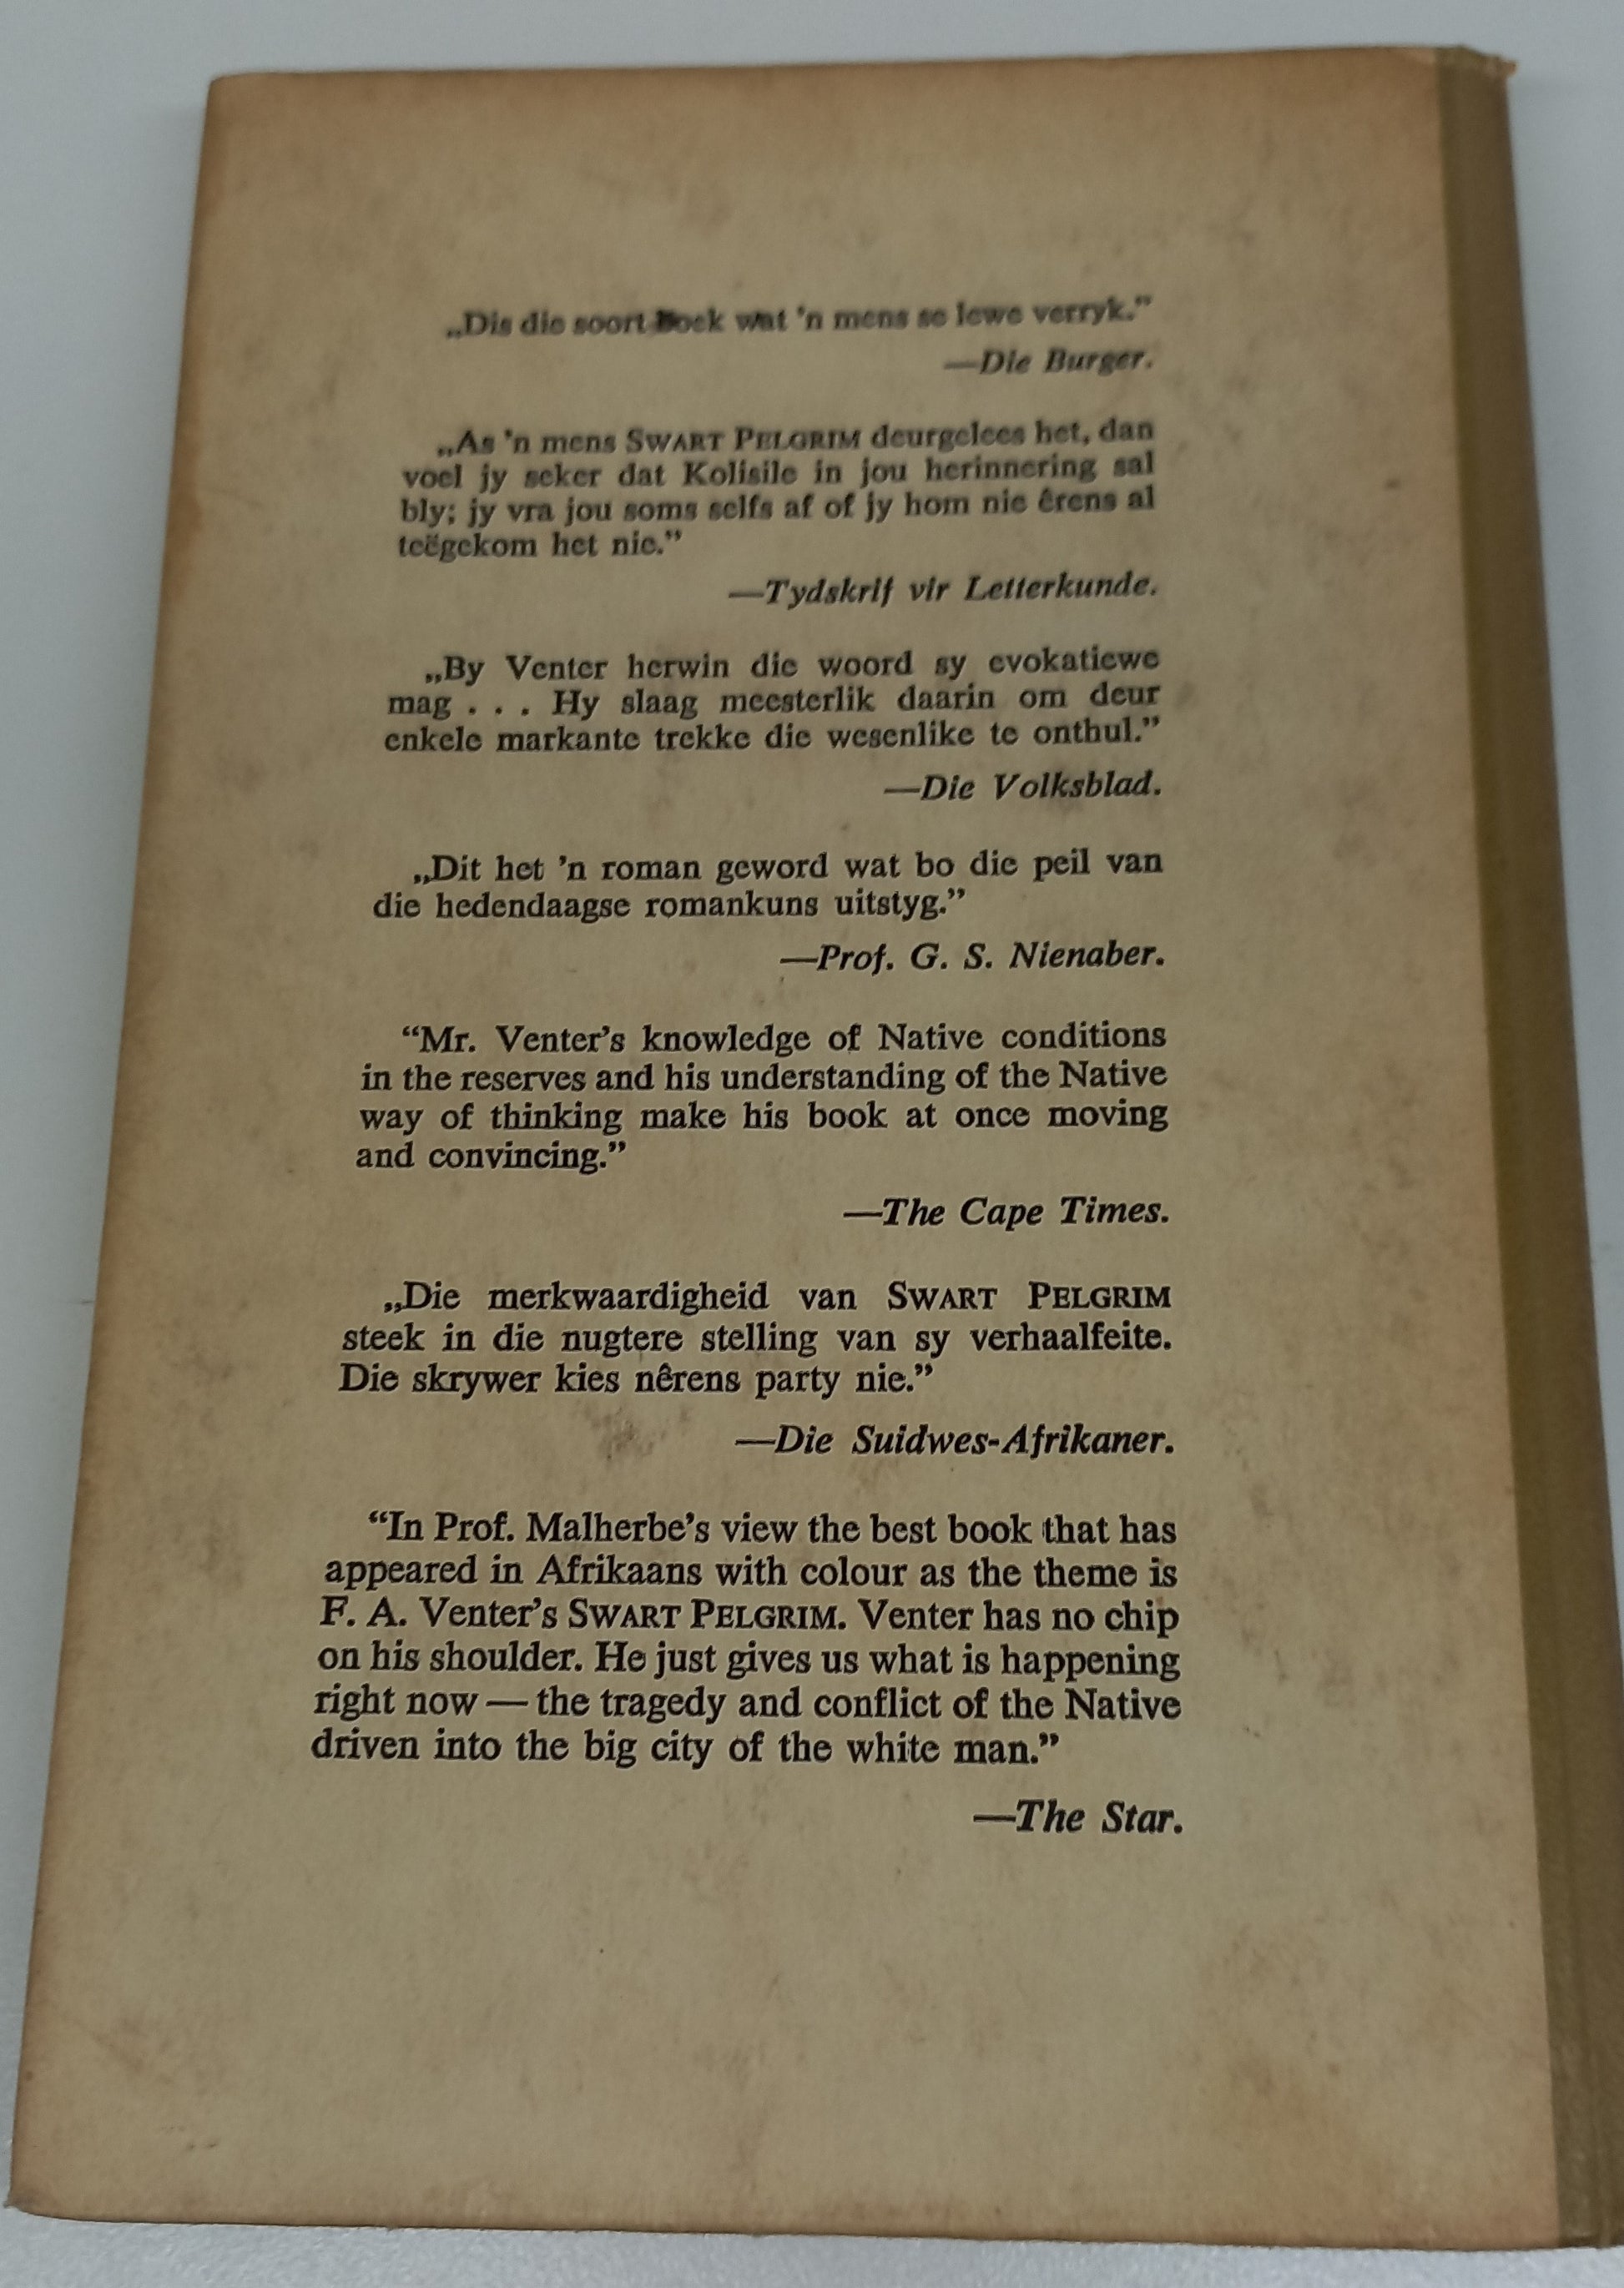 „Dis die soort Boek wat ’n mens se lewe verryk.”
—Die Burger.
„As ’n mens SWART PELGRIM deurgelees het, dan
voel jy seker dat Kolisile in jou herinnering sal
bly; jy vra jou soms selfs af of jy hom nie êrens al
teëgekom het nie.”
—Tydskrif vir Letterkunde.
„By Venter herwin die woord sy evokatiewe
mag . . . Hy slaag meesterlik daarin om deur
enkele markante trekke die wesenlike te onthul.”
—Die Volksblad.
„Dit het ’n roman geword wat bo die peil van
die hedendaagse romankuns uitstyg.”
—Prof. G. S. Nienaber.
“Mr. Venter’s knowledge of Native conditions
in the reserves and his understanding of the Native
way of thinking make his book at once moving
and convincing.”
—The Cape Times.
„Die merkwaardigheid van SWART PELGRIM
steek in die nugtere stelling van sy verhaalfeite.
Die skrywer kies nêrens party nie.”
—Die Suidwes-Afrikaner.
“In Prof. Malherbe’s view the best book that has
appeared in Afrikaans with colour as the theme is
F. A. Venter’s SWART PELGRIM. Venter has no chip
on his shoulder. He just gives us what is happening
right now — the tragedy and conflict of the Native
driven into the big city of the white man.”
—The Star.